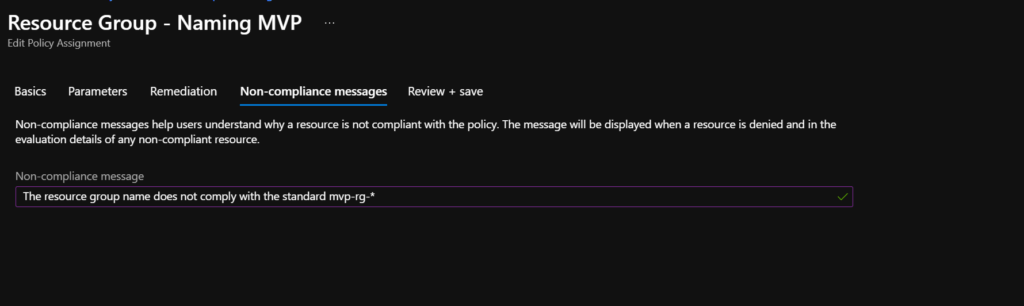 Resource Group - Naming MVP ...
Edit Policy Assignment
Basics Parameters Remediation Non-compliance messages Review + save
Non-compliance messages help users understand why a resource is not compliant with the policy. The message will be displayed when a resource is denied and in the
evaluation details of any non-compliant resource.
Non-compliance message
The resource group name does not comply with the standard mvp-rg-*